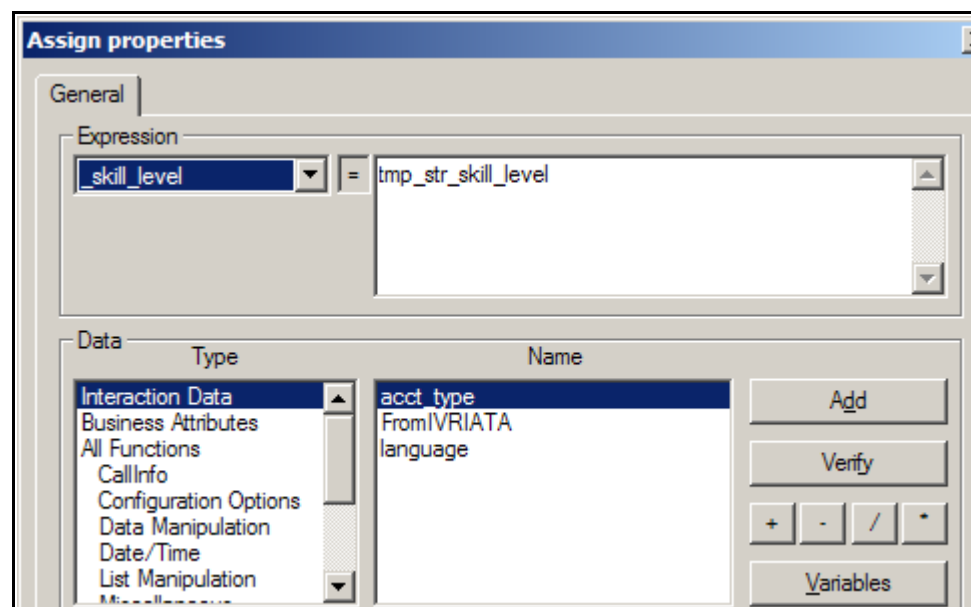 Assign properties
General
Expression
_skill_level = tmp_str_skill_level
Data
Type Name
Interaction Data acct_type Add
Business Attributes FromIVRIATA
All Functions language Verify
CallInfo
Configuration Options
Data Manipulation + - / *
Date/Time
List Manipulation Variables
Miscellaneous